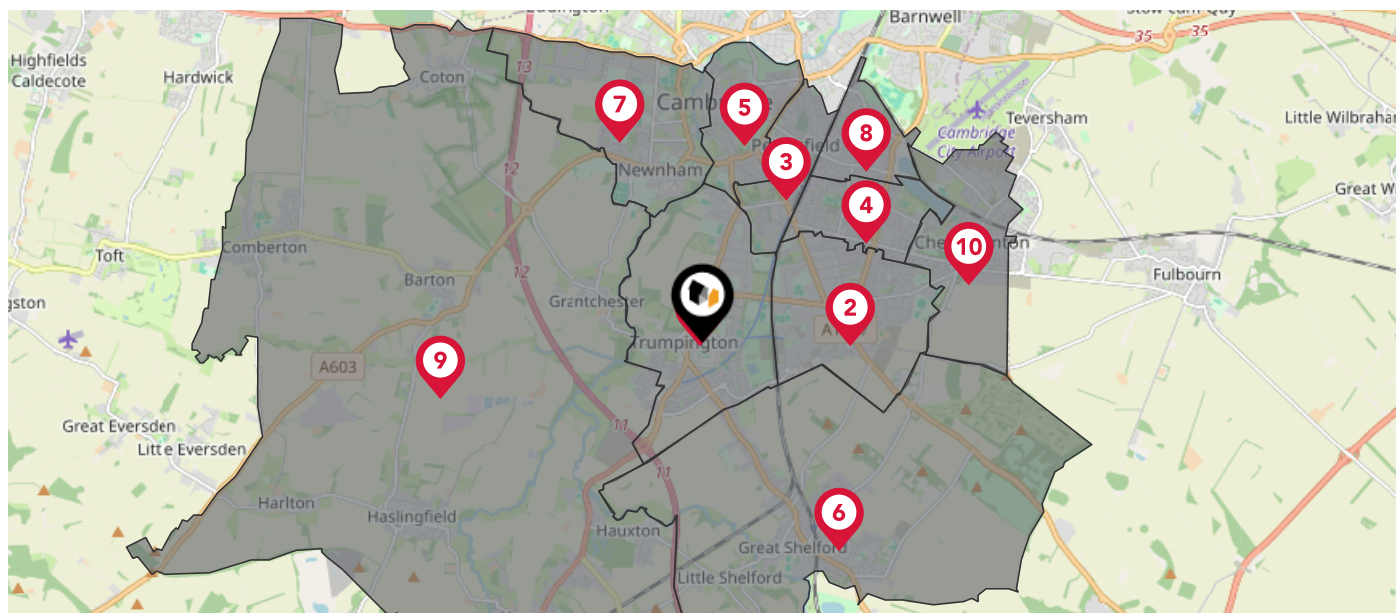 Barnwell
35
35
Highfields
Caldecote
Hardwick
Coton
13
7
5
8
Cambridge
City Airport
Teversham
Little Wilbraham
3
12
Newnham
4
Great W
Comberton
Toft
10
Barton
12
Grantchester
Fulbourn
gston
2
Trumpington
A603
9
Great Eversden
Little Eversden
11
11
Harlton
Haslingfield
6
Hauxton
Great Shelford
Little Shelford